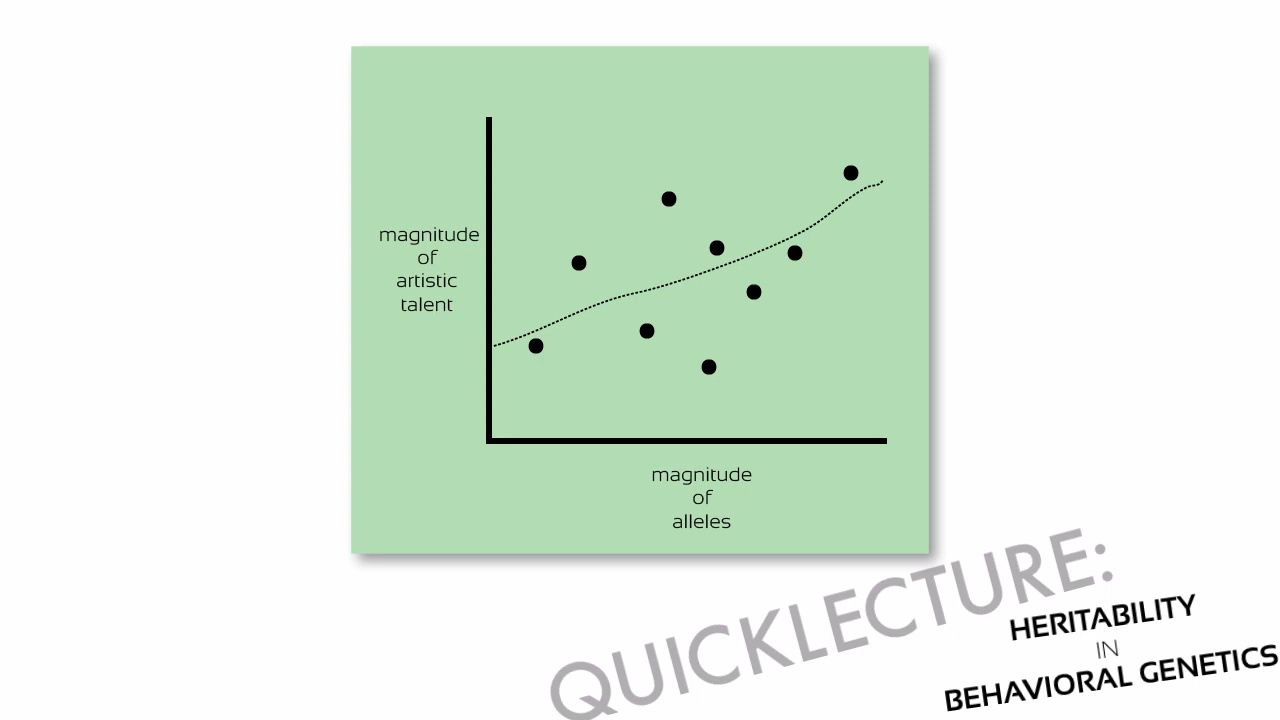 magnitude
of
artistic
talent
magnitude
of
alleles
QUICKLECTURE:
HERITABILITY
IN
BEHAVIORAL GENETICS